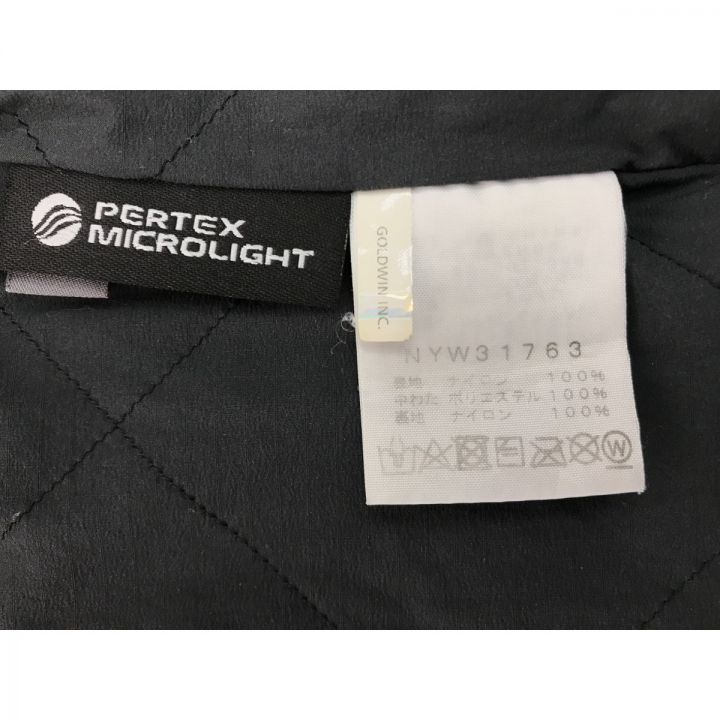 PERTEX
MICROLIGHT
GOLDWIN INC.
NYW31763
表地 ナイロン 100%
中わた ポリエステル 100%
裏地 ナイロン 100%
W